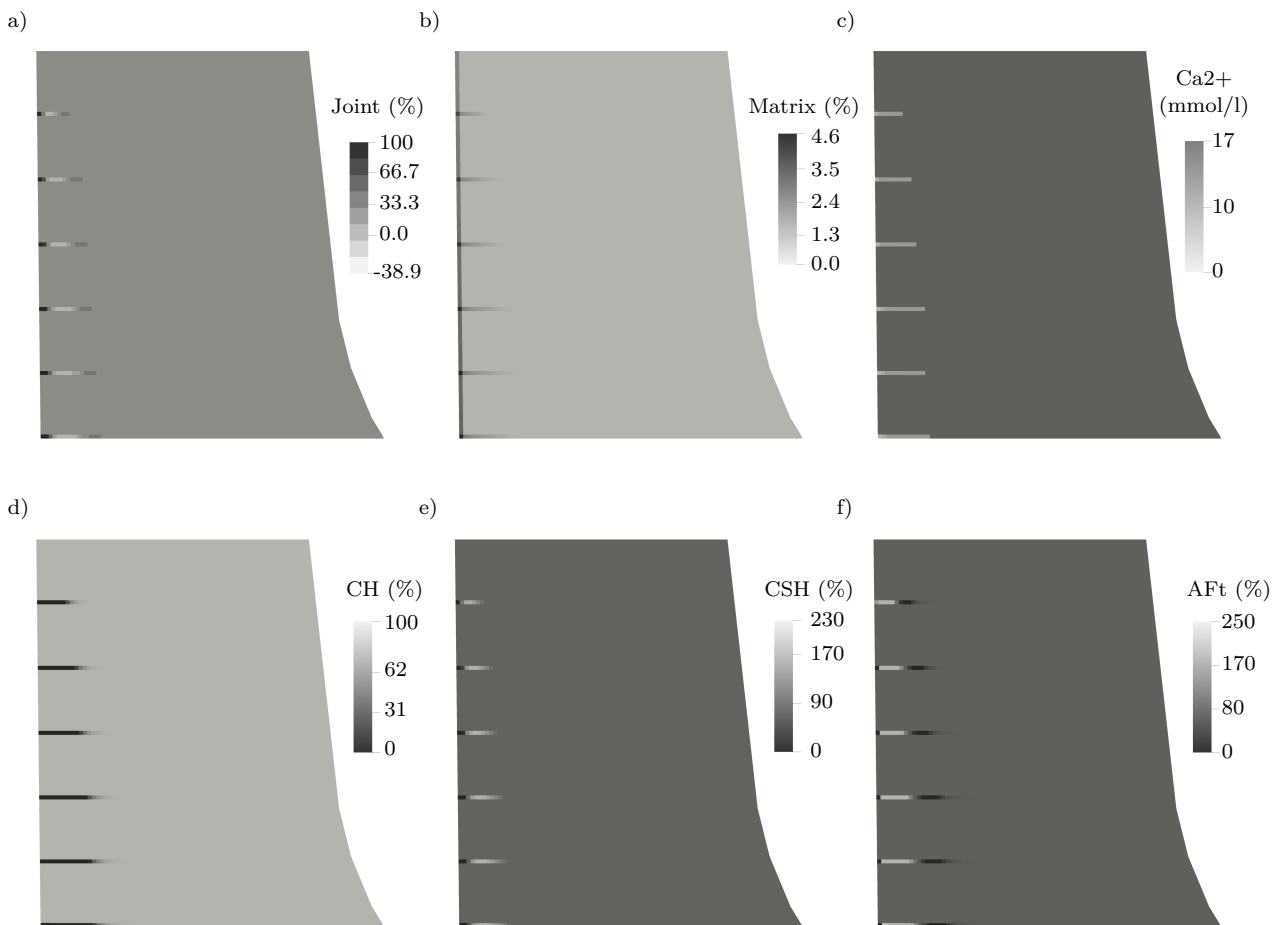 a)
b)
c)
Joint (%)
100
66.7
33.3
0.0
-38.9
Matrix (%)
4.6
3.5
2.4
1.3
0.0
Ca2+
(mmol/l)
17
10
0
d)
e)
f)
CH (%)
100
62
31
0
CSH (%)
230
170
90
0
AFt (%)
250
170
80
0